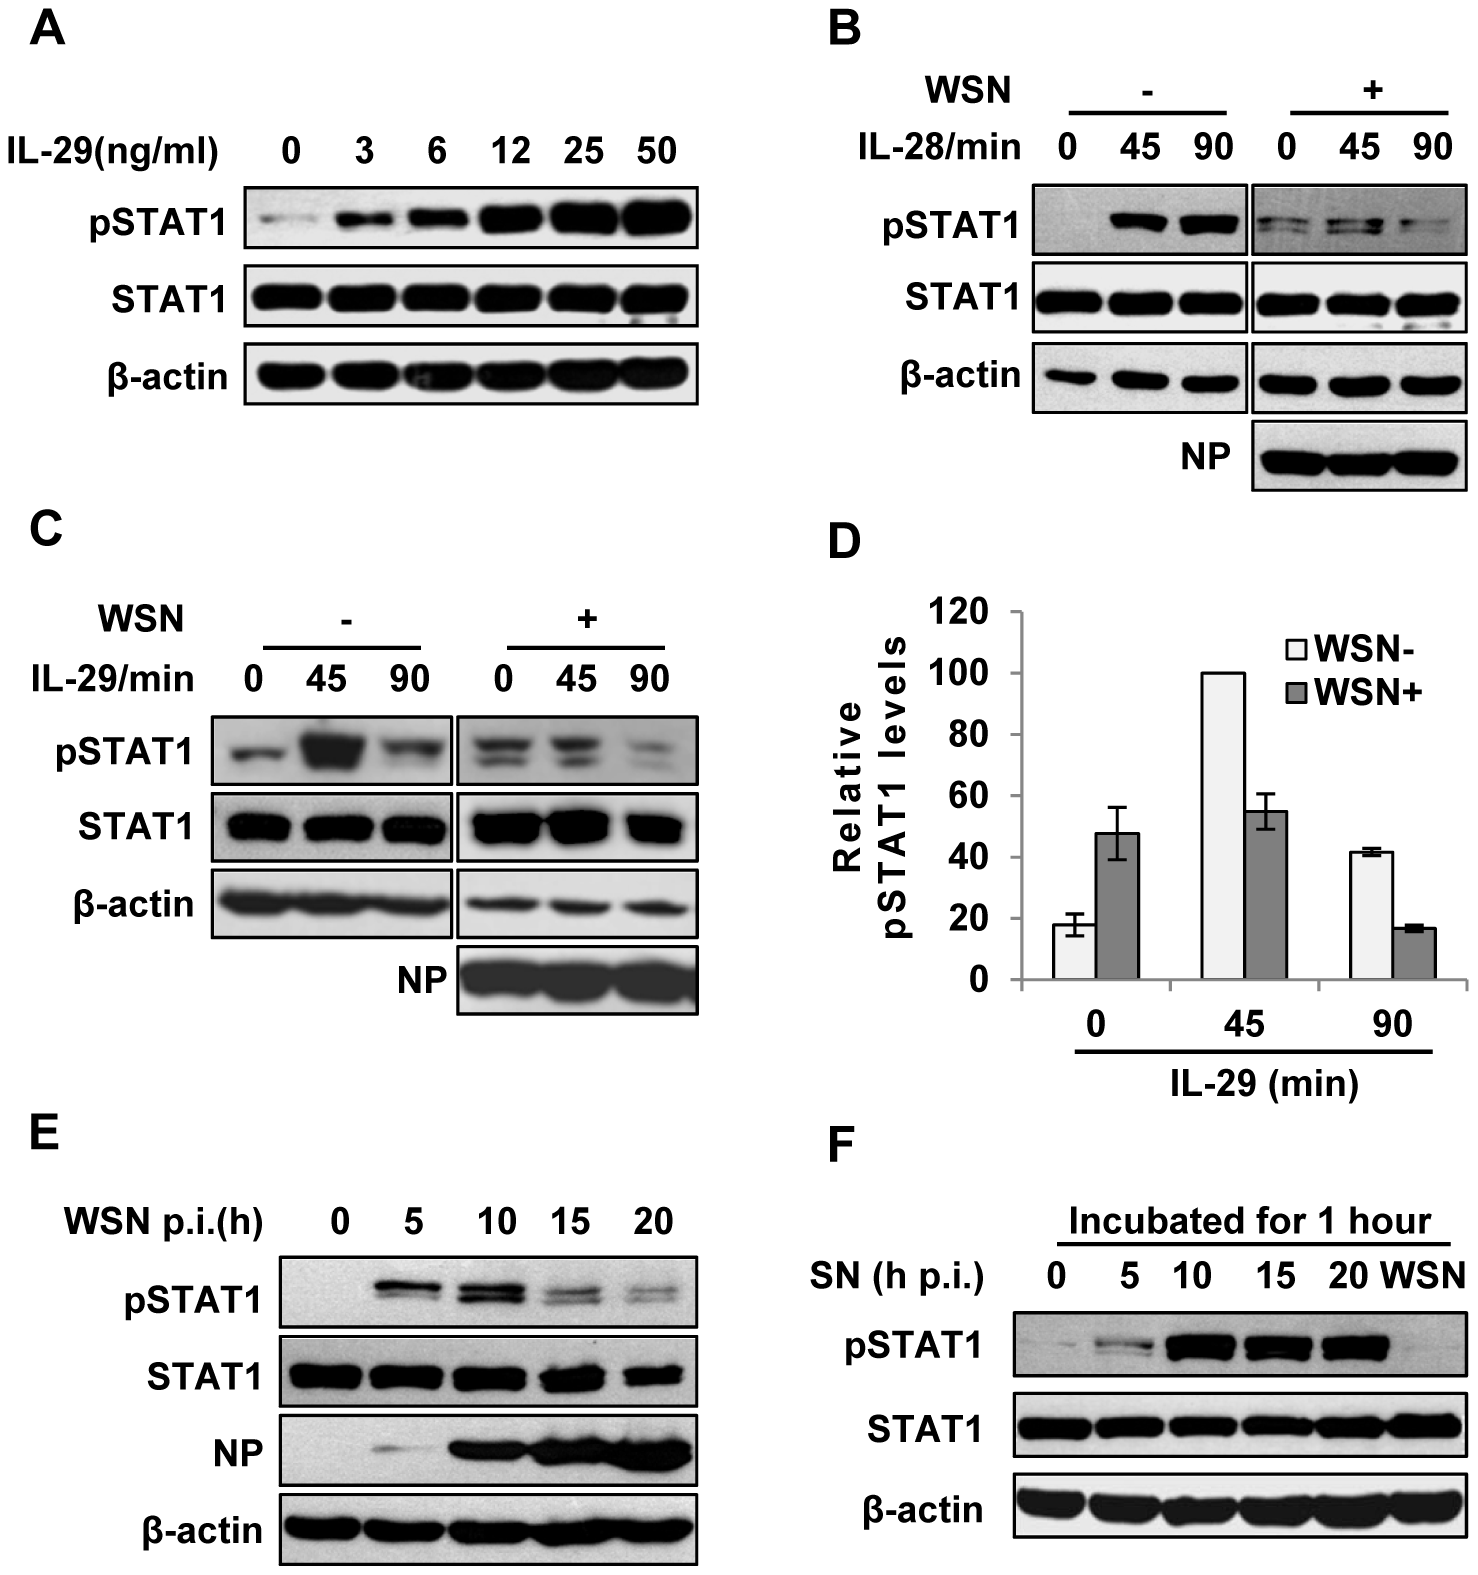 A
IL-29(ng/ml) 0 3 6 12 25 50
pSTAT1
STAT1
β-actin
B
WSN - +
IL-28/min 0 45 90 0 45 90
pSTAT1
STAT1
β-actin
NP
C
WSN - +
IL-29/min 0 45 90 0 45 90
pSTAT1
STAT1
β-actin
NP
D
Relative
pSTAT1 levels
120
100
80
60
40
20
0
WSN-
WSN+
0 45 90
IL-29 (min)
E
WSN p.i.(h) 0 5 10 15 20
pSTAT1
STAT1
NP
β-actin
F
Incubated for 1 hour
SN (h p.i.) 0 5 10 15 20 WSN
pSTAT1
STAT1
β-actin